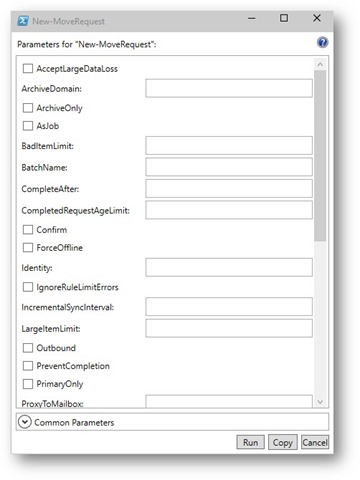 New-MoveRequest
Parameters for "New-MoveRequest":
AcceptLargeDataLoss
ArchiveDomain:
ArchiveOnly
AsJob
BadItemLimit:
BatchName:
CompleteAfter:
CompletedRequestAgeLimit:
Confirm
ForceOffline
Identity:
IgnoreRuleLimitErrors
IncrementalSyncInterval:
LargeItemLimit:
Outbound
PreventCompletion
PrimaryOnly
ProxyToMailbox:
Common Parameters
Run Copy Cancel